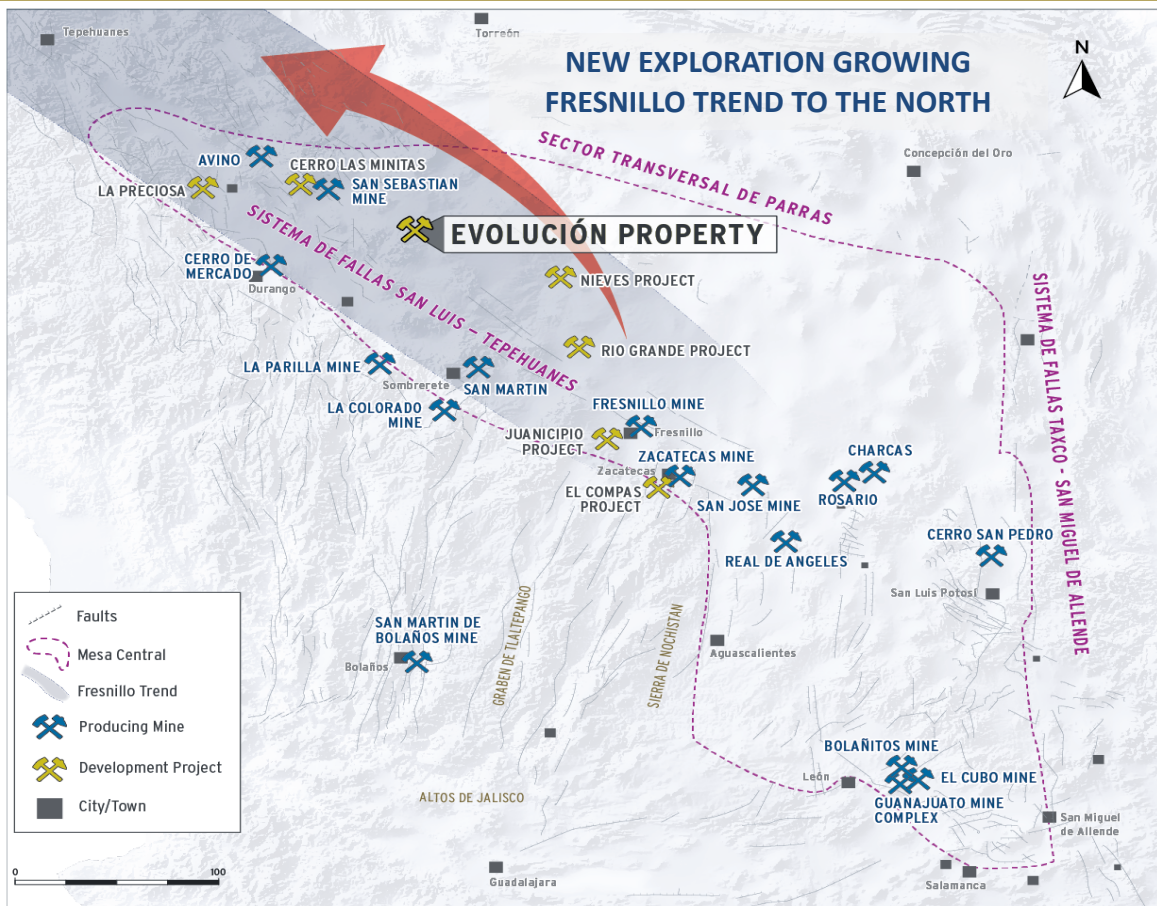 Tepehuanes
Torreón
NEW EXPLORATION GROWING
FRESNILLO TREND TO THE NORTH
N
SECTOR TRANSVERSAL DE PARRAS
Concepción del Oro
AVINO
CERRO LAS MINITAS
LA PRECIOSA
SAN SEBASTIAN
MINE
EVOLUCIÓN PROPERTY
SISTEMA DE FALLAS SAN LUIS – TEPEHUANES
CERRO DE
MERCADO
Durango
NIEVES PROJECT
SISTEMA DE FALLAS TAXCO - SAN MIGUEL DE ALLENDE
RIO GRANDE PROJECT
LA PARILLA MINE
Sombrerete
SAN MARTIN
LA COLORADO
MINE
FRESNILLO MINE
JUANICIPIO
PROJECT
Fresnillo
ZACATECAS MINE
Zacatecas
CHARCAS
EL COMPAS
PROJECT
SAN JOSE MINE
ROSARIO
REAL DE ANGELES
CERRO SAN PEDRO
San Luis Potosí
Faults
Mesa Central
Fresnillo Trend
Producing Mine
Development Project
City/Town
SAN MARTIN DE
BOLAÑOS MINE
Bolaños
GRABEN DE TLALTEPANGO
SIERRA DE NOCHISTAN
Aguascalientes
BOLAÑITOS MINE
León
EL CUBO MINE
GUANAJUATO MINE
COMPLEX
ALTOS DE JALISCO
San Miguel
de Allende
0
100
Guadalajara
Salamanca